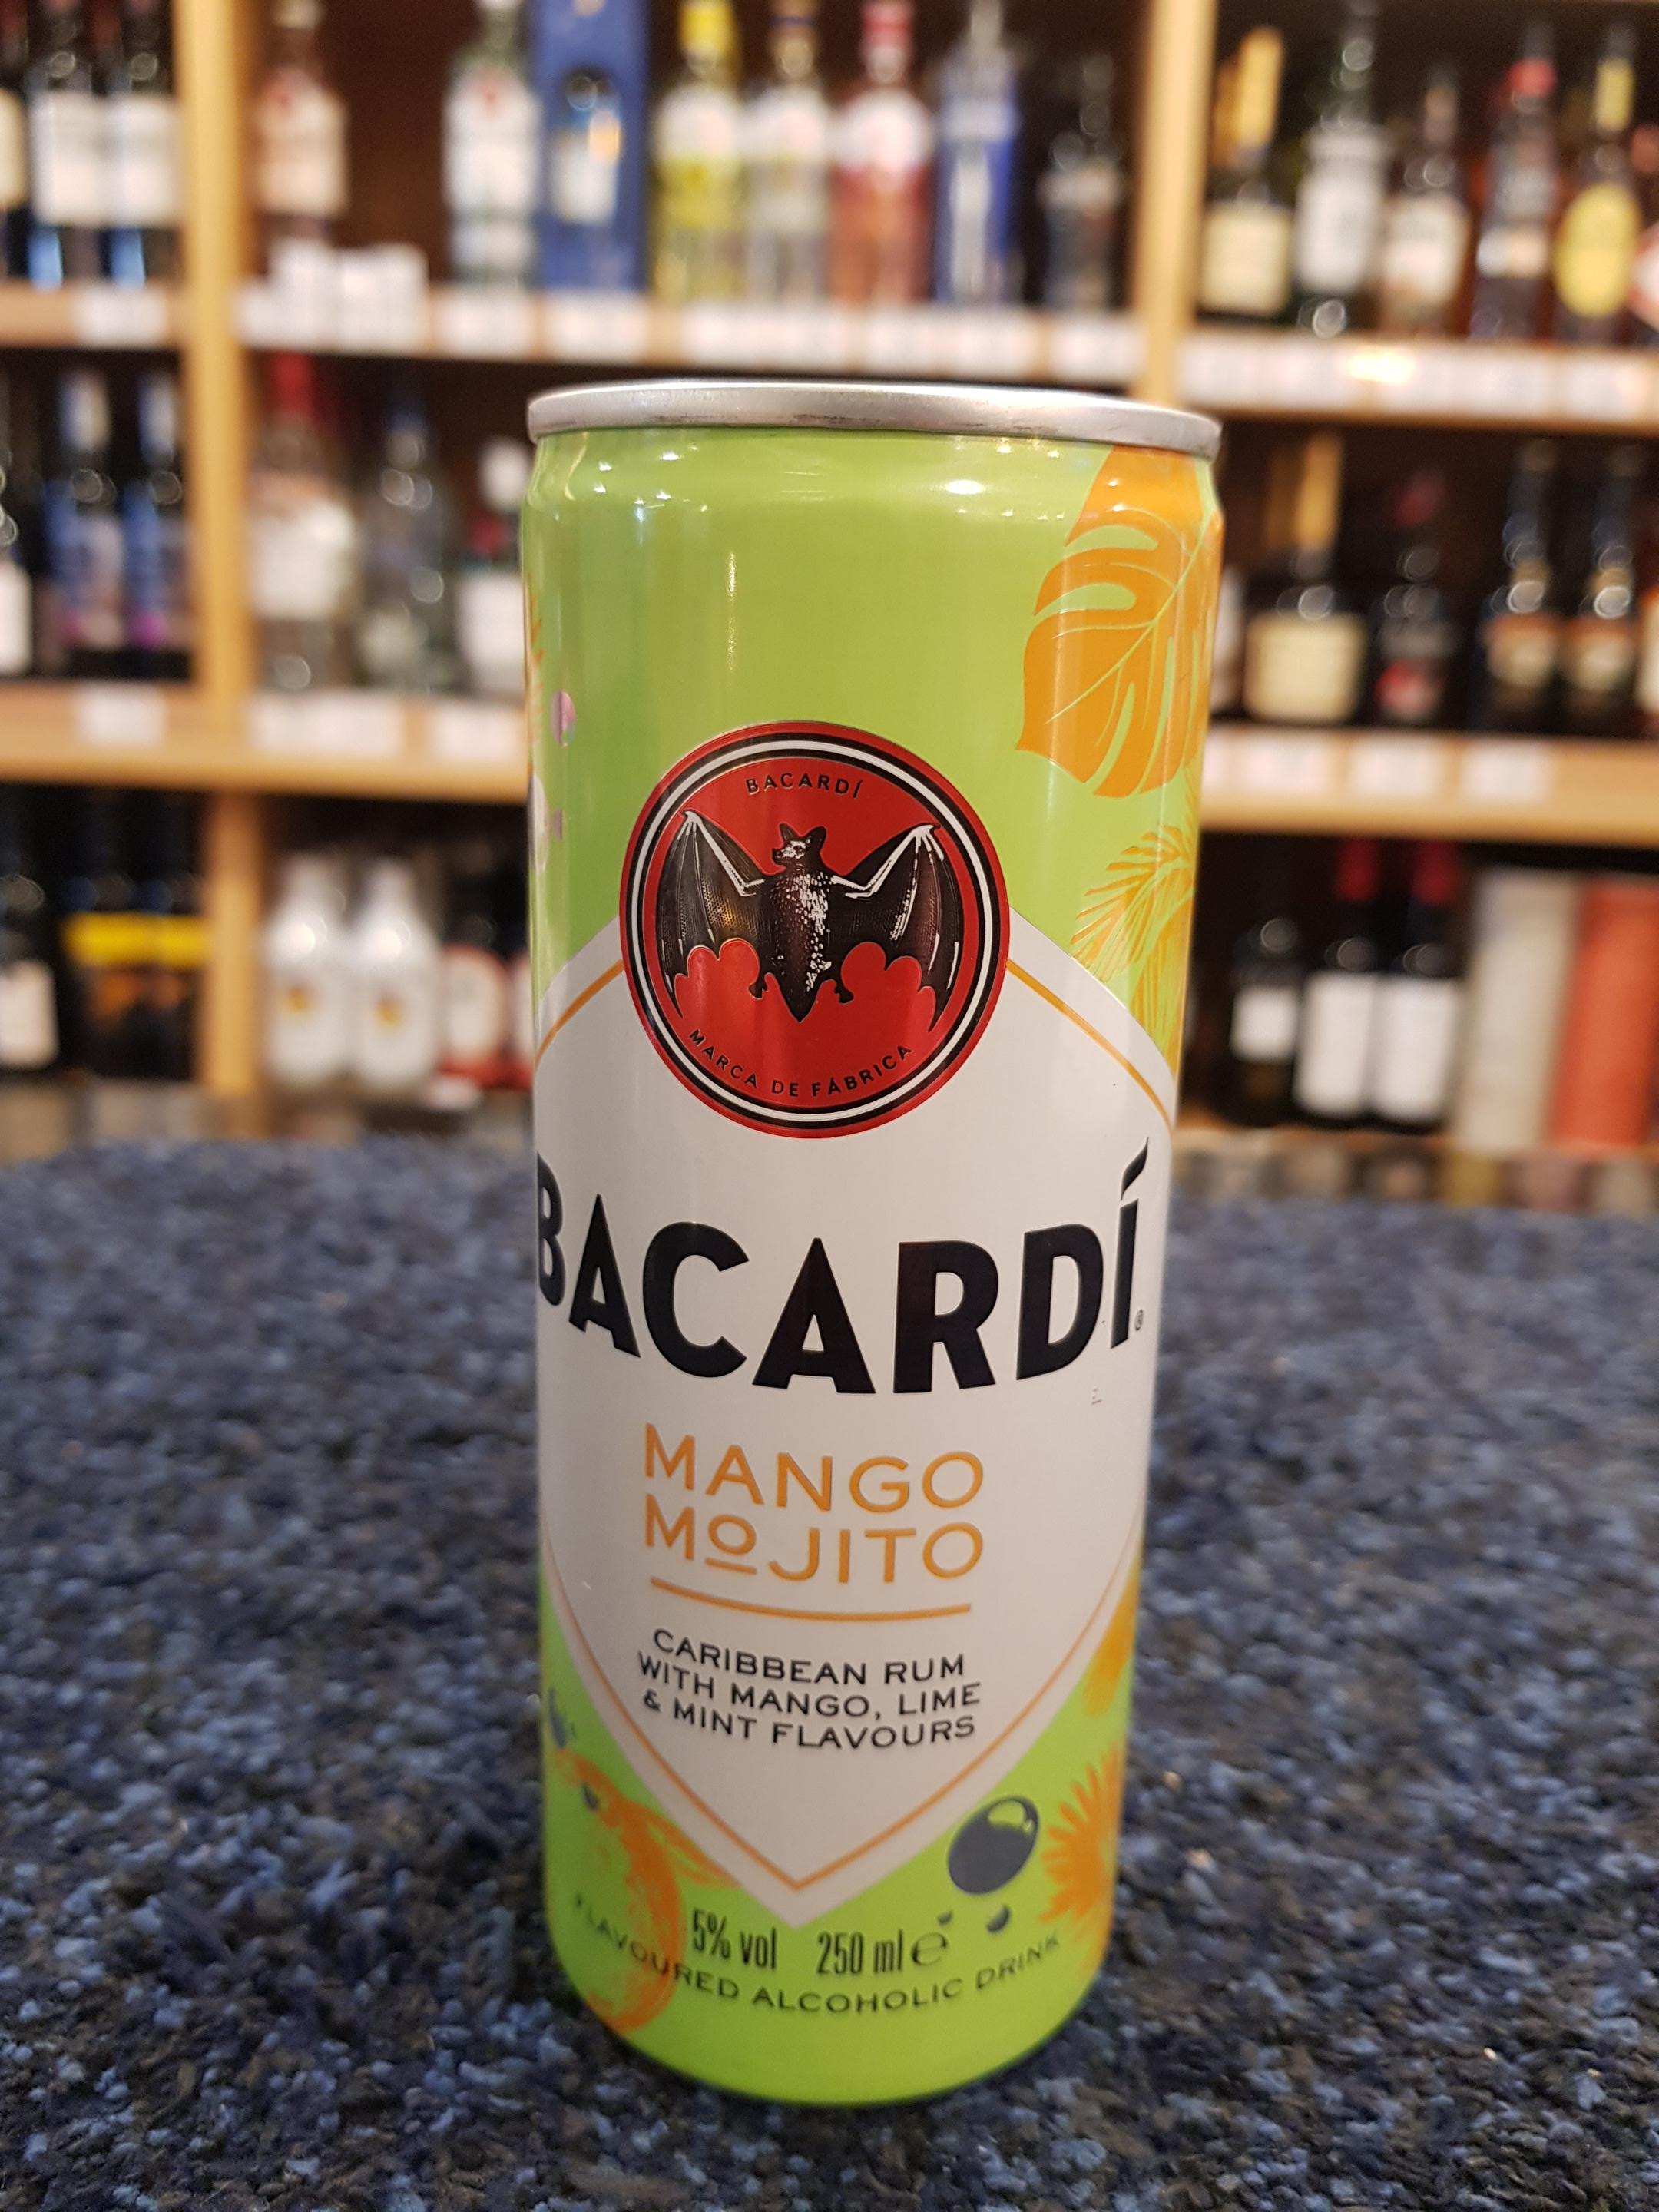 BACARDÍ
MARCA DE FÁBRICA
BACARDÍ®
MANGO
MOJITO
CARIBBEAN RUM
WITH MANGO, LIME
& MINT FLAVOURS
5% vol 250 ml ℮
FLAVOURED ALCOHOLIC DRINK